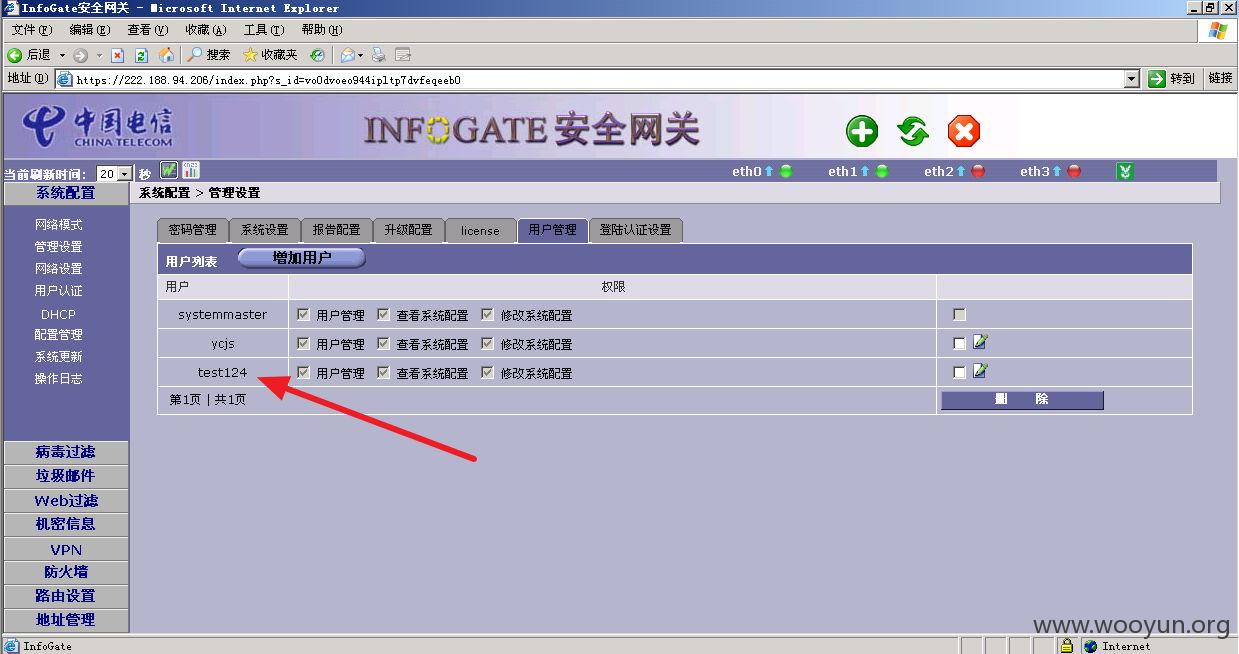 InfoGate安全网关 - Microsoft Internet Explorer
文件(F) 编辑(E) 查看(V) 收藏(A) 工具(T) 帮助(H)
后退 搜索 收藏夹
地址(D) https://222.188.94.206/index.php?s_id=vo0dvoeo944ipltp7dvfeqeeb0 转到 链接
中国电信
CHINA TELECOM
INFOGATE 安全网关
当前刷新时间: 20 秒 eth0 eth1 eth2 eth3
系统配置 系统配置 > 管理设置
网络模式
管理设置
网络设置
用户认证
DHCP
配置管理
系统更新
操作日志
密码管理 系统设置 报告配置 升级配置 license 用户管理 登陆认证设置
用户列表 增加用户
用户 权限
systemmaster 用户管理 查看系统配置 修改系统配置
ycjs 用户管理 查看系统配置 修改系统配置
test124 用户管理 查看系统配置 修改系统配置
第1页 | 共1页 删 除
病毒过滤
垃圾邮件
Web过滤
机密信息
VPN
防火墙
路由设置
地址管理
www.wooyun.org
InfoGate Internet